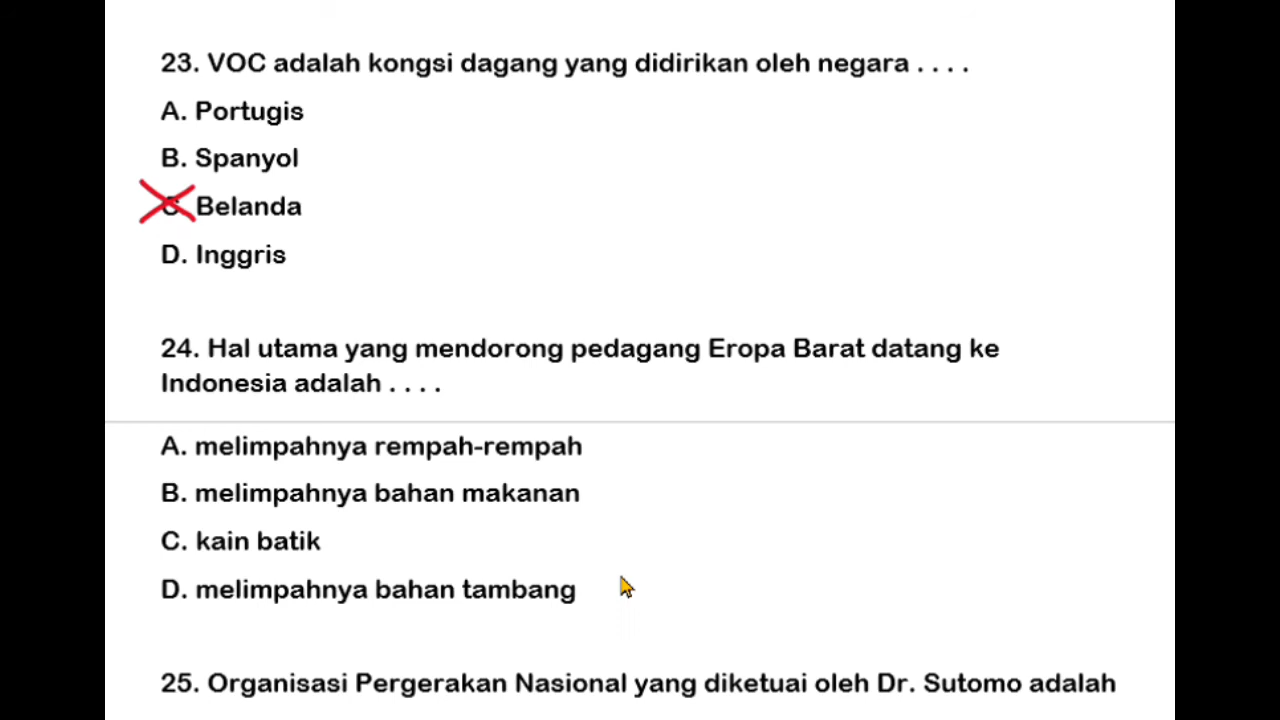 23. VOC adalah kongsi dagang yang didirikan oleh negara . . . .
A. Portugis
B. Spanyol
C. Belanda
D. Inggris
24. Hal utama yang mendorong pedagang Eropa Barat datang ke
Indonesia adalah . . . .
A. melimpahnya rempah-rempah
B. melimpahnya bahan makanan
C. kain batik
D. melimpahnya bahan tambang
25. Organisasi Pergerakan Nasional yang diketuai oleh Dr. Sutomo adalah